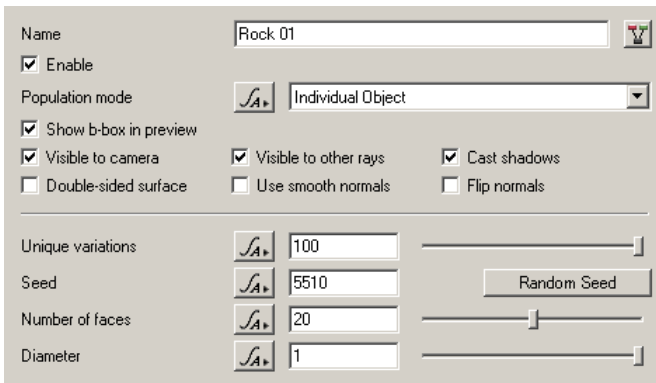 Name Rock 01
Enable
Population mode Individual Object
Show b-box in preview
Visible to camera Visible to other rays Cast shadows
Double-sided surface Use smooth normals Flip normals
Unique variations 100
Seed 5510 Random Seed
Number of faces 20
Diameter 1